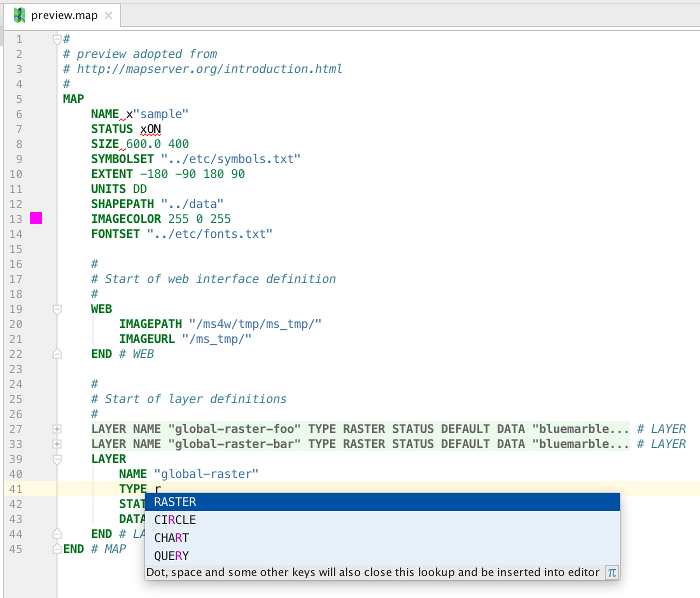 preview.map
1 #
2 # preview adopted from
3 # http://mapserver.org/introduction.html
4 #
5 MAP
6 NAME x"sample"
7 STATUS xON
8 SIZE 600.0 400
9 SYMBOLSET "../etc/symbols.txt"
10 EXTENT -180 -90 180 90
11 UNITS DD
12 SHAPEPATH "../data"
13 IMAGECOLOR 255 0 255
14 FONTSET "../etc/fonts.txt"
15
16 #
17 # Start of web interface definition
18 #
19 WEB
20 IMAGEPATH "/ms4w/tmp/ms_tmp/"
21 IMAGEURL "/ms_tmp/"
22 END # WEB
23
24 #
25 # Start of layer definitions
26 #
27 LAYER NAME "global-raster-foo" TYPE RASTER STATUS DEFAULT DATA "bluemarble... # LAYER
33 LAYER NAME "global-raster-bar" TYPE RASTER STATUS DEFAULT DATA "bluemarble... # LAYER
39 LAYER
40 NAME "global-raster"
41 TYPE r
42 STAT
43 DATA
44 END # LA
45 END # MAP
RASTER
CIRCLE
CHART
QUERY
Dot, space and some other keys will also close this lookup and be inserted into editor π